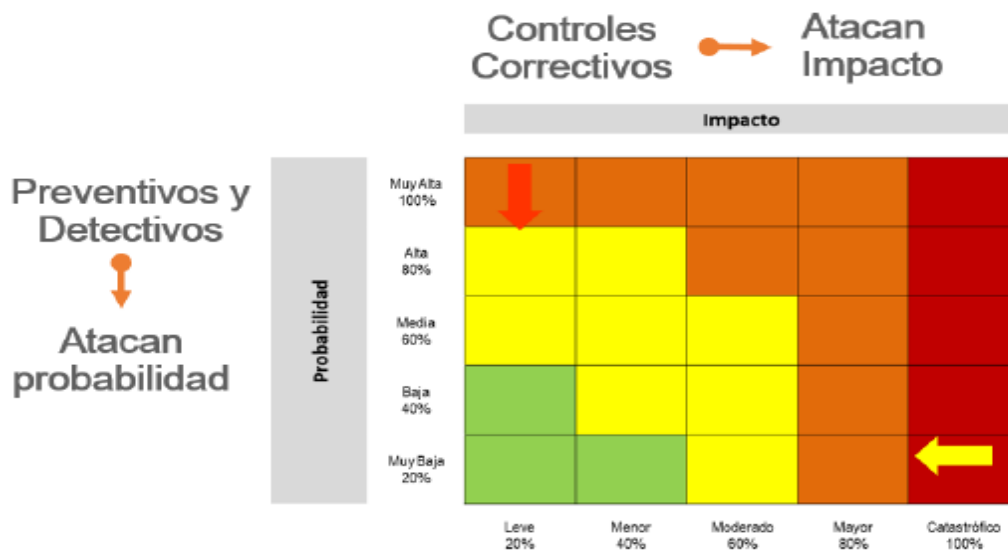 Controles
Correctivos
Atacan
Impacto
Impacto
Preventivos y
Detectivos
Atacan
probabilidad
Probabilidad
Muy Alta
100%
Alta
80%
Media
60%
Baja
40%
Muy Baja
20%
Leve
20%
Menor
40%
Moderado
60%
Mayor
80%
Catastrófico
100%